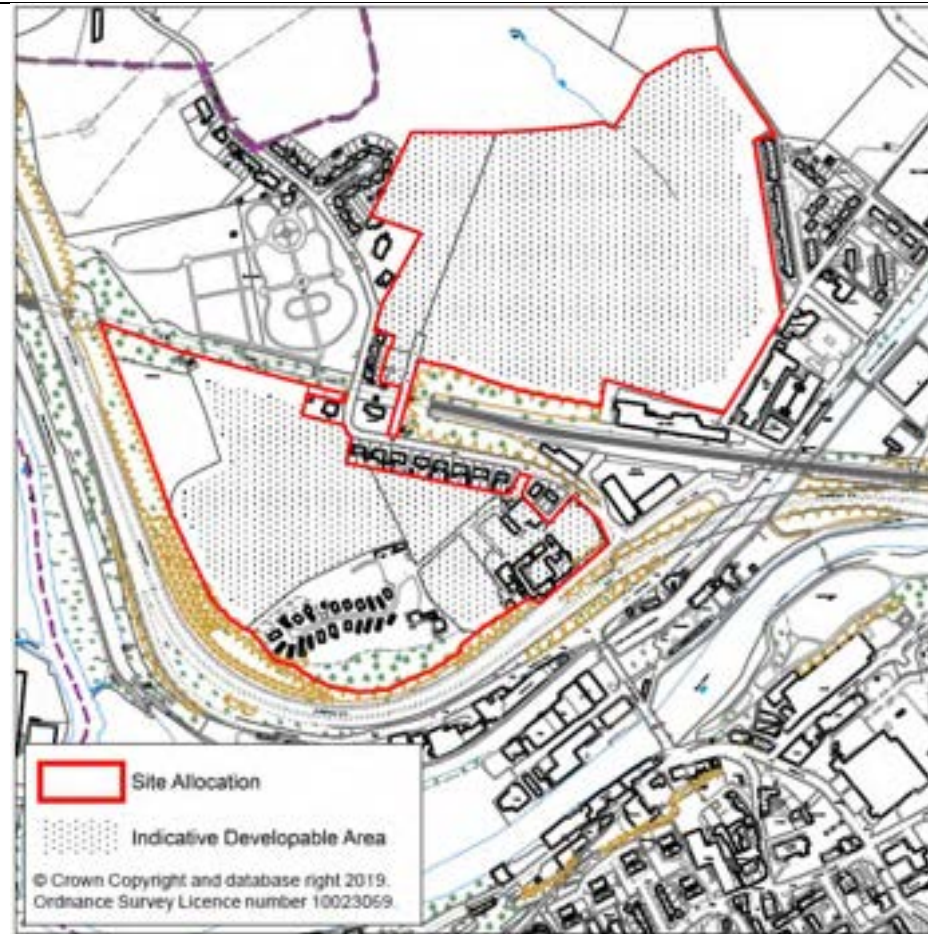 Site Allocation
Indicative Developable Area
© Crown Copyright and database right 2019.
Ordnance Survey Licence number 10023069.